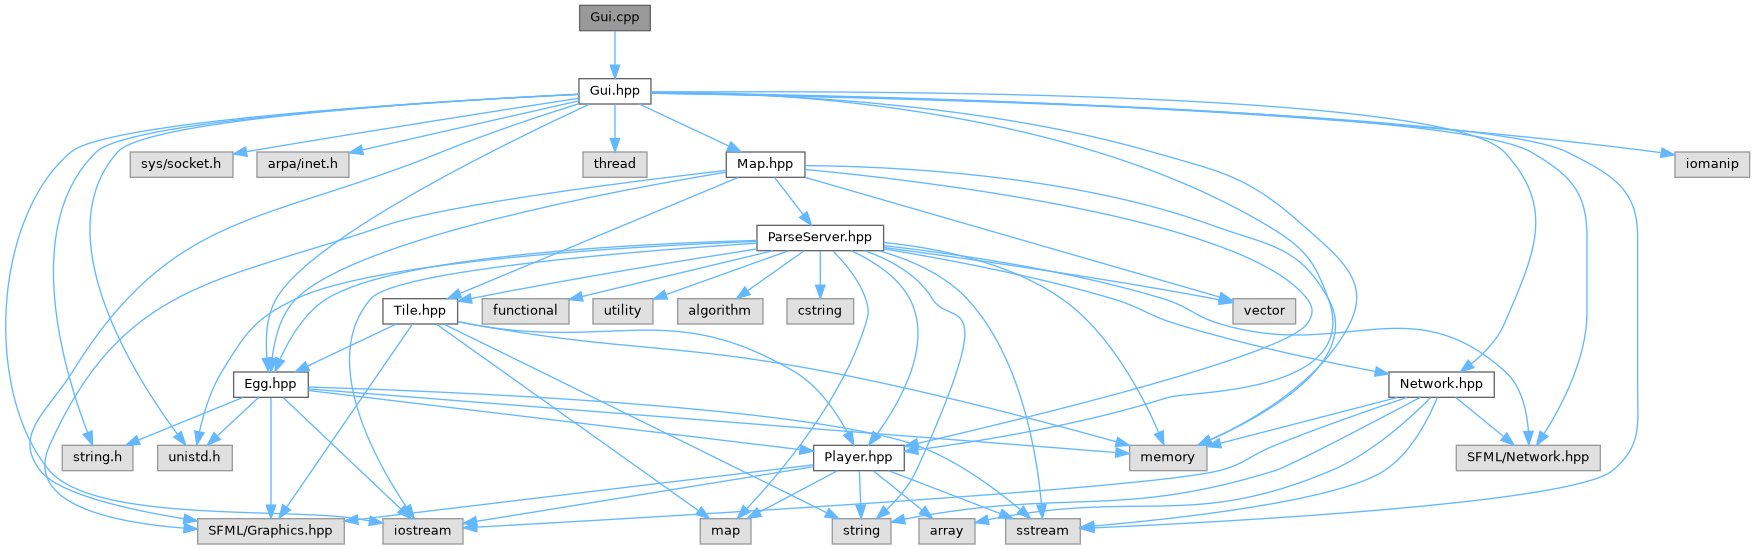 Gui.cpp
Gui.hpp
sys/socket.h
arpa/inet.h
thread
Map.hpp
iomanip
ParseServer.hpp
Tile.hpp
functional
utility
algorithm
cstring
vector
Egg.hpp
Network.hpp
string.h
unistd.h
Player.hpp
memory
SFML/Network.hpp
SFML/Graphics.hpp
iostream
map
string
array
sstream